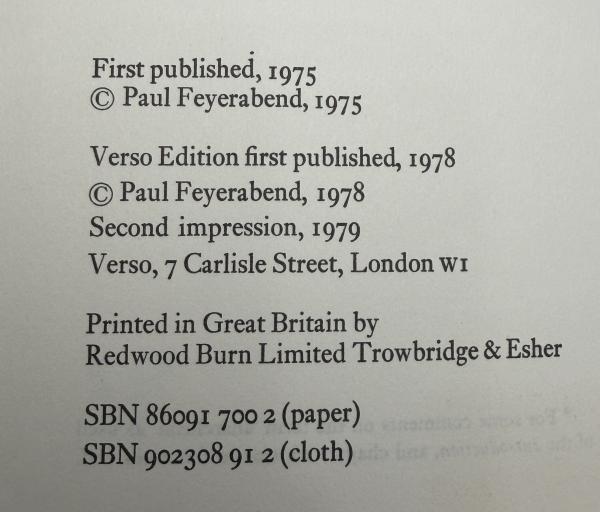 First published, 1975
© Paul Feyerabend, 1975
Verso Edition first published, 1978
© Paul Feyerabend, 1978
Second impression, 1979
Verso, 7 Carlisle Street, London W1
Printed in Great Britain by
Redwood Burn Limited Trowbridge & Esher
SBN 86091 700 2 (paper)
SBN 902308 91 2 (cloth)